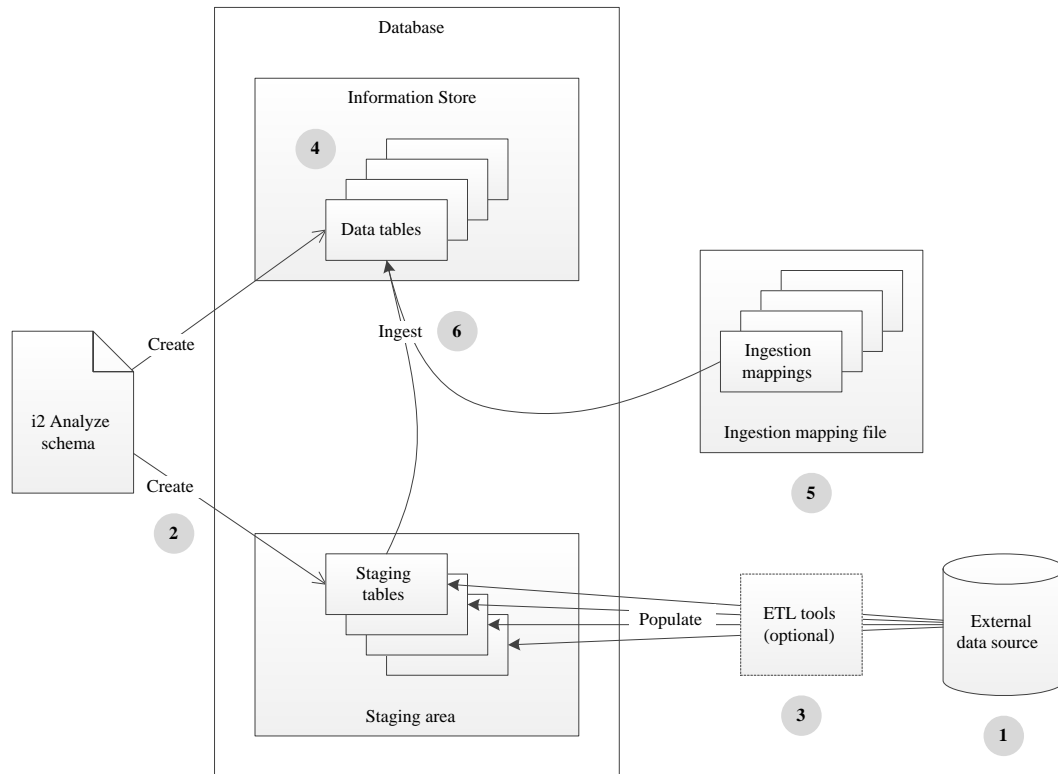 Database
Information Store
4
Data tables
Create
Ingest
6
Ingestion
mappings
Ingestion mapping file
5
i2 Analyze
schema
Create
2
Staging
tables
Staging area
Populate
ETL tools
(optional)
3
External
data source
1